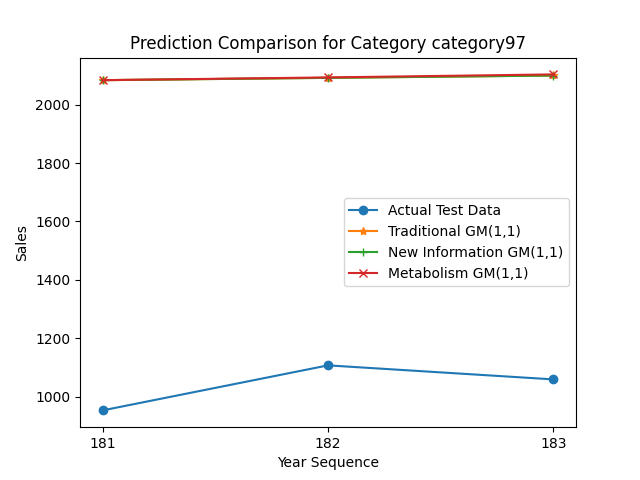 Prediction Comparison for Category category97
2000
1800
1600
1400
1200
1000
Sales
Actual Test Data
Traditional GM(1,1)
New Information GM(1,1)
Metabolism GM(1,1)
181
182
183
Year Sequence